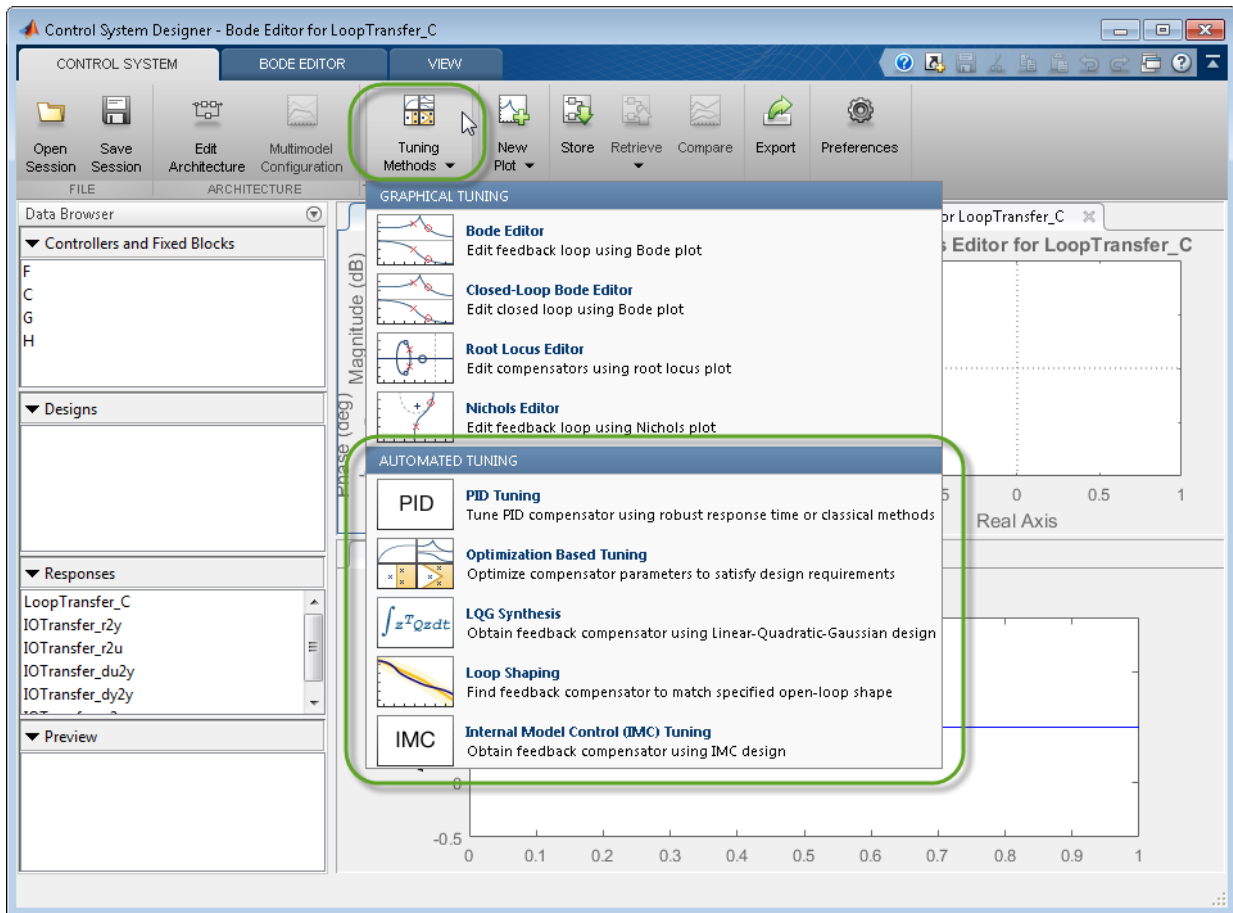 Control System Designer - Bode Editor for LoopTransfer_C
CONTROL SYSTEM
BODE EDITOR
VIEW
Open Session
Save Session
Edit Architecture
Multimodel Configuration
Tuning Methods
New Plot
Store
Retrieve
Compare
Export
Preferences
FILE
ARCHITECTURE
Data Browser
Controllers and Fixed Blocks
F
C
G
H
Designs
Responses
LoopTransfer_C
IOTransfer_r2y
IOTransfer_r2u
IOTransfer_du2y
IOTransfer_dy2y
Preview
GRAPHICAL TUNING
Bode Editor
Edit feedback loop using Bode plot
Closed-Loop Bode Editor
Edit closed loop using Bode plot
Root Locus Editor
Edit compensators using root locus plot
Nichols Editor
Edit feedback loop using Nichols plot
AUTOMATED TUNING
PID
PID Tuning
Tune PID compensator using robust response time or classical methods
Optimization Based Tuning
Optimize compensator parameters to satisfy design requirements
∫zᵀQzdt
LQG Synthesis
Obtain feedback compensator using Linear-Quadratic-Gaussian design
Loop Shaping
Find feedback compensator to match specified open-loop shape
IMC
Internal Model Control (IMC) Tuning
Obtain feedback compensator using IMC design
Magnitude (dB)
Phase (deg)
or LoopTransfer_C
Editor for LoopTransfer_C
5 0 0.5 1
Real Axis
0
-0.5
0 0.1 0.2 0.3 0.4 0.5 0.6 0.7 0.8 0.9 1